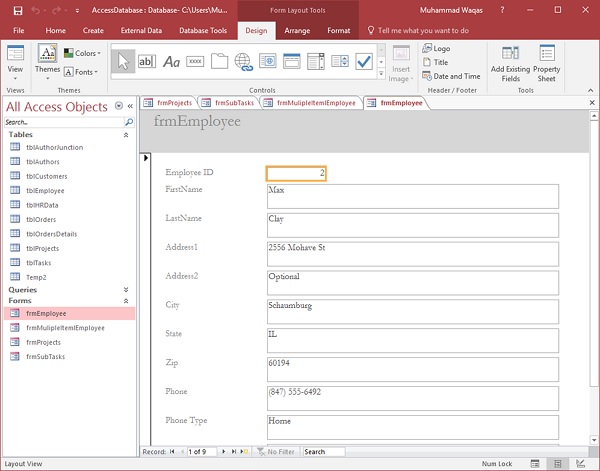 AccessDatabase : Database- C:\Users\Mu... Form Layout Tools Muhammad Waqas
File Home Create External Data Database Tools Design Arrange Format Tell me what you want to do
View Themes Colors Fonts Aa xxxx Insert Image Logo Title Date and Time Add Existing Fields Property Sheet
Views Themes Controls Header / Footer Tools
All Access Objects
Search...
Tables
tblAuthorJunction
tblAuthors
tblCustomers
tblEmployee
tblHRData
tblOrders
tblOrdersDetails
tblProjects
tblTasks
Temp2
Queries
Forms
frmEmployee
frmMulipleItemIEmployee
frmProjects
frmSubTasks
frmProjects frmSubTasks frmMulipleItemIEmployee frmEmployee
frmEmployee
Employee ID 2
FirstName Max
LastName Clay
Address1 2556 Mohave St
Address2 Optional
City Schaumburg
State IL
Zip 60194
Phone (847) 555-6492
Phone Type Home
Record: 1 of 9 No Filter Search
Layout View Num Lock